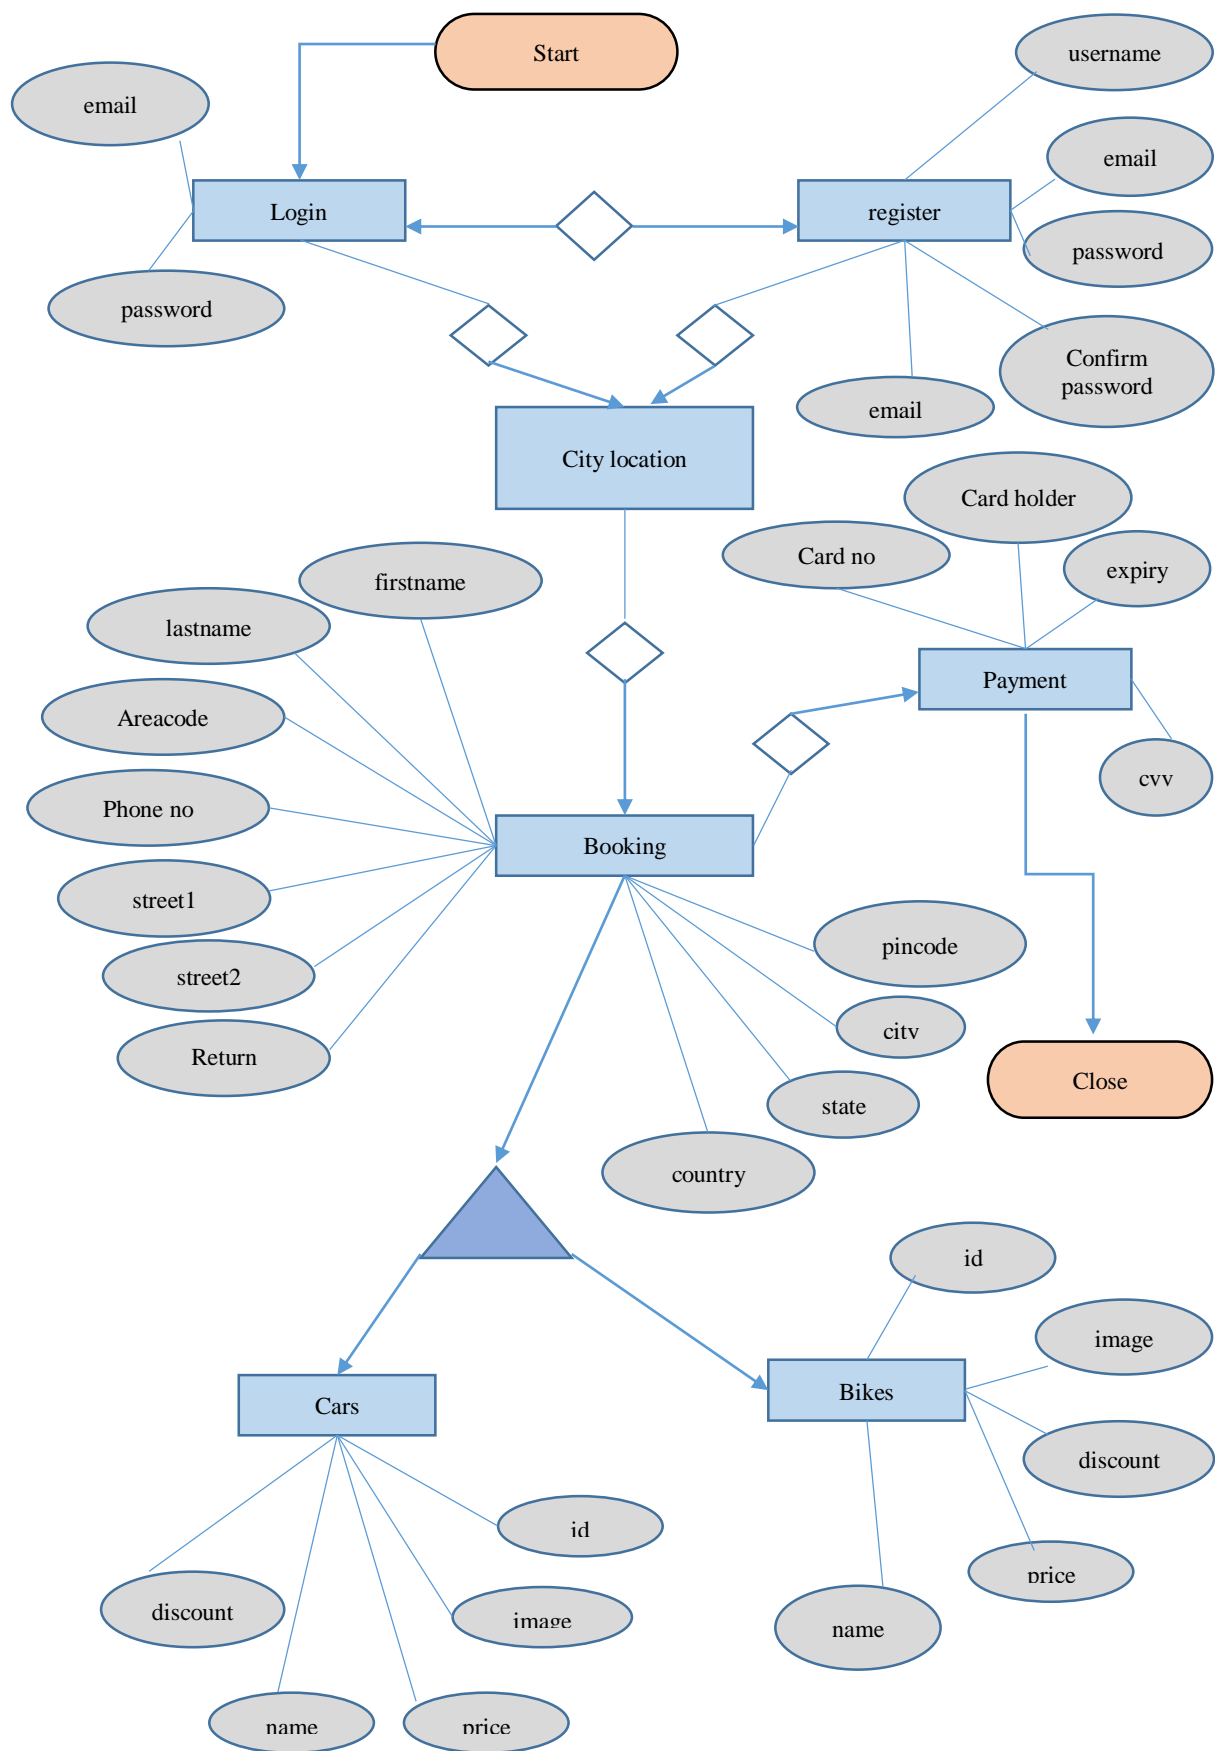 Start
username
email
email
Login
register
password
password
Confirm
password
email
City location
Card holder
Card no
expiry
firstname
lastname
Payment
Areacode
cvv
Phone no
Booking
street1
pincode
street2
city
Return
Close
state
country
id
image
Cars
Bikes
discount
id
discount
image
price
name
name
price